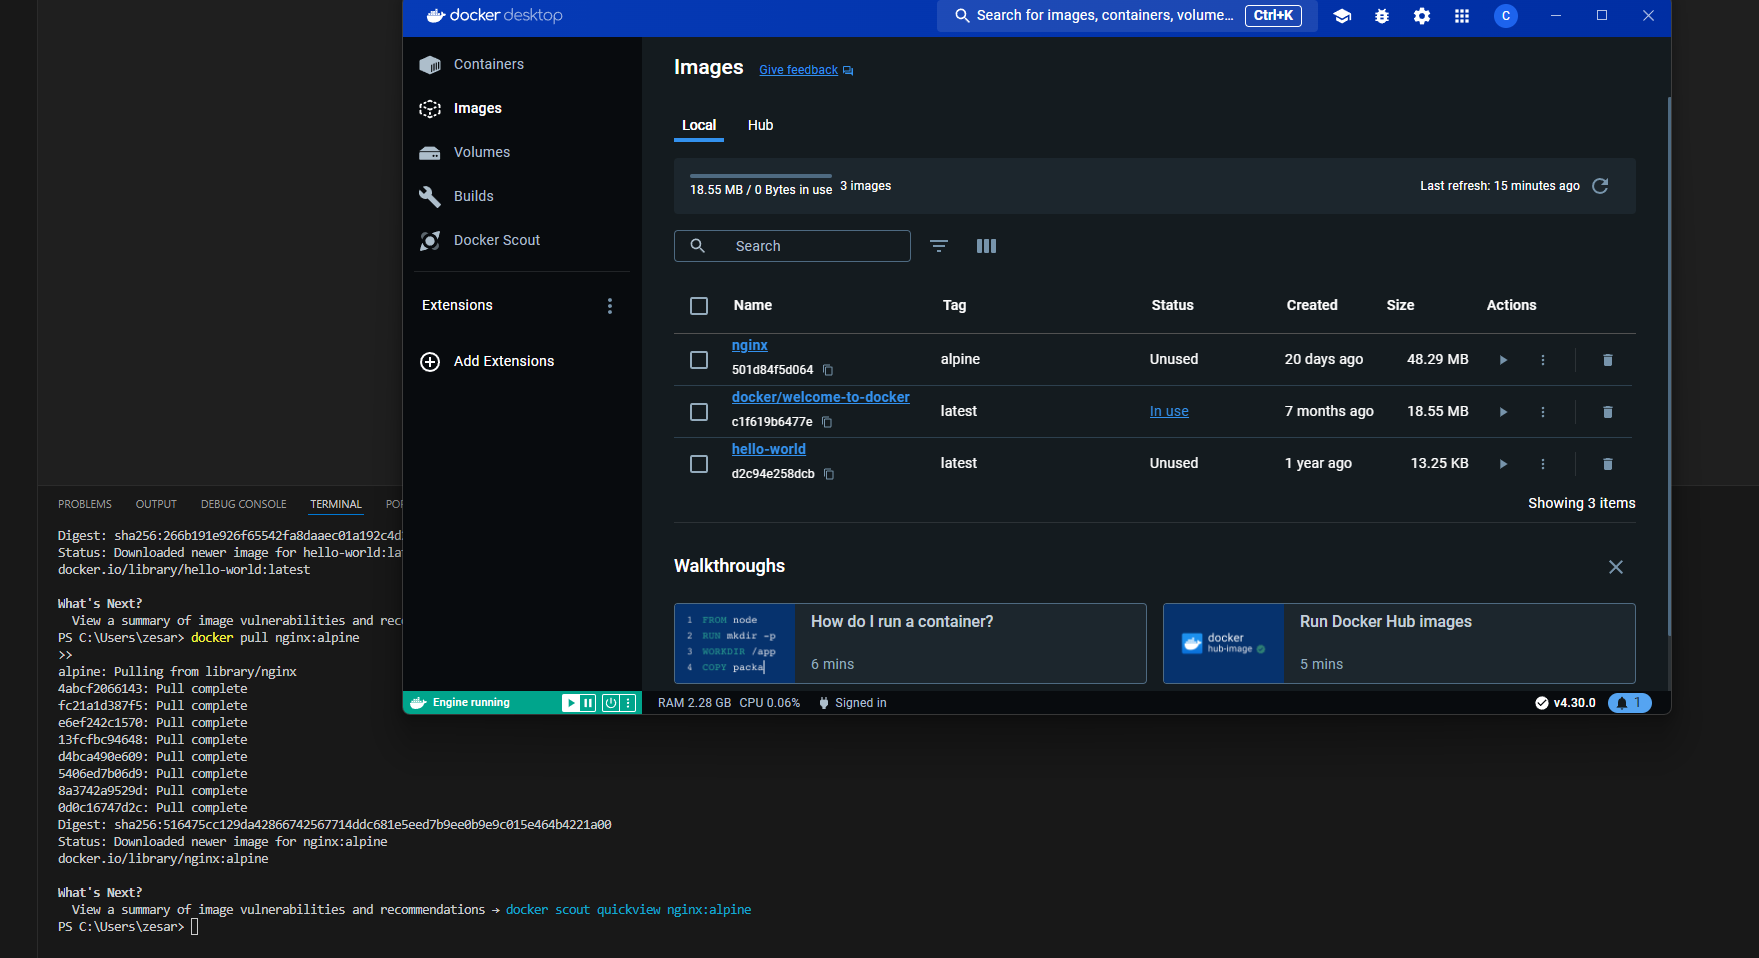 docker desktop
Search for images, containers, volume...
Ctrl+K
C
Containers
Images
Volumes
Builds
Docker Scout
Extensions
Add Extensions
Images
Give feedback
Local
Hub
18.55 MB / 0 Bytes in use
3 images
Last refresh: 15 minutes ago
Search
Name Tag Status Created Size Actions
nginx
501d84f5d064
alpine Unused 20 days ago 48.29 MB
docker/welcome-to-docker
c1f619b6477e
latest In use 7 months ago 18.55 MB
hello-world
d2c94e258dcb
latest Unused 1 year ago 13.25 KB
Showing 3 items
Walkthroughs
1 FROM node
2 RUN mkdir -p
3 WORKDIR /app
4 COPY packa
How do I run a container?
6 mins
docker
hub-image
Run Docker Hub images
5 mins
Engine running
RAM 2.28 GB CPU 0.06%
Signed in
v4.30.0
1
PROBLEMS OUTPUT DEBUG CONSOLE TERMINAL POR
Digest: sha256:266b191e926f65542fa8daaec01a192c4d
Status: Downloaded newer image for hello-world:la
docker.io/library/hello-world:latest
What's Next?
View a summary of image vulnerabilities and rec
PS C:\Users\zesar> docker pull nginx:alpine
>>
alpine: Pulling from library/nginx
4abcf2066143: Pull complete
fc21a1d387f5: Pull complete
e6ef242c1570: Pull complete
13fcfbc94648: Pull complete
d4bca490e609: Pull complete
5406ed7b06d9: Pull complete
8a3742a9529d: Pull complete
0d0c16747d2c: Pull complete
Digest: sha256:516475cc129da42866742567714ddc681e5eed7b9ee0b9e9c015e464b4221a00
Status: Downloaded newer image for nginx:alpine
docker.io/library/nginx:alpine
What's Next?
View a summary of image vulnerabilities and recommendations → docker scout quickview nginx:alpine
PS C:\Users\zesar>